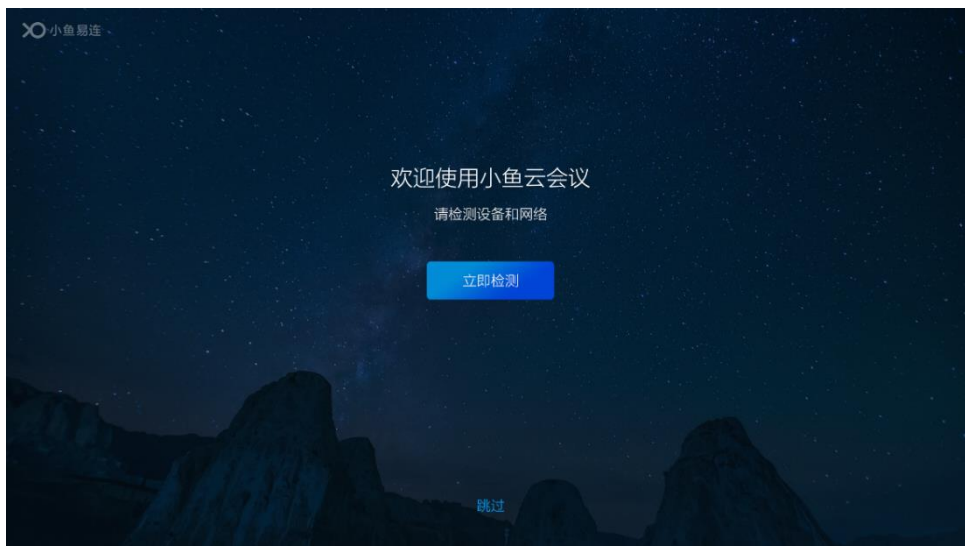 小鱼易连
欢迎使用小鱼云会议
请检测设备和网络
立即检测
跳过